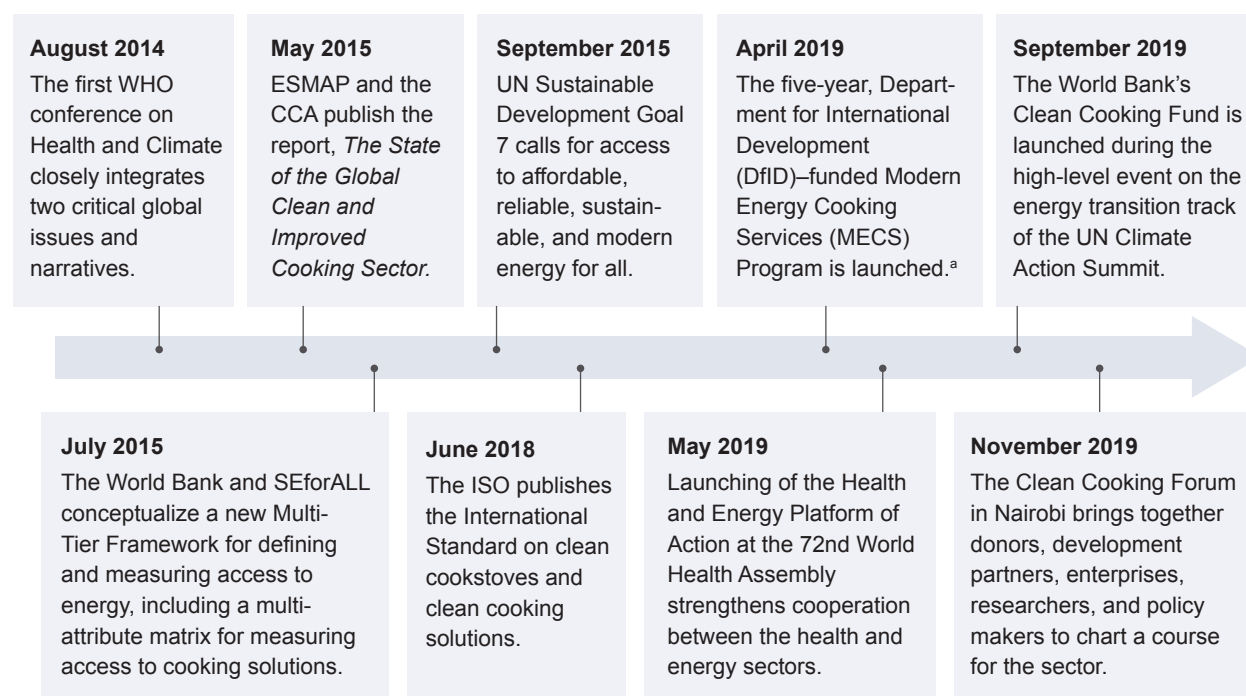 August 2014
The first WHO
conference on
Health and Climate
closely integrates
two critical global
issues and
narratives.
May 2015
ESMAP and the
CCA publish the
report, The State
of the Global
Clean and
Improved
Cooking Sector.
September 2015
UN Sustainable
Development Goal
7 calls for access
to affordable,
reliable, sustain-
able, and modern
energy for all.
April 2019
The five-year, Depart-
ment for International
Development
(DfID)–funded Modern
Energy Cooking
Services (MECS)
Program is launched.ᵃ
September 2019
The World Bank’s
Clean Cooking Fund is
launched during the
high-level event on the
energy transition track
of the UN Climate
Action Summit.
July 2015
The World Bank and SEforALL
conceptualize a new Multi-
Tier Framework for defining
and measuring access to
energy, including a multi-
attribute matrix for measuring
access to cooking solutions.
June 2018
The ISO publishes
the International
Standard on clean
cookstoves and
clean cooking
solutions.
May 2019
Launching of the Health
and Energy Platform of
Action at the 72nd World
Health Assembly
strengthens cooperation
between the health and
energy sectors.
November 2019
The Clean Cooking Forum
in Nairobi brings together
donors, development
partners, enterprises,
researchers, and policy
makers to chart a course
for the sector.